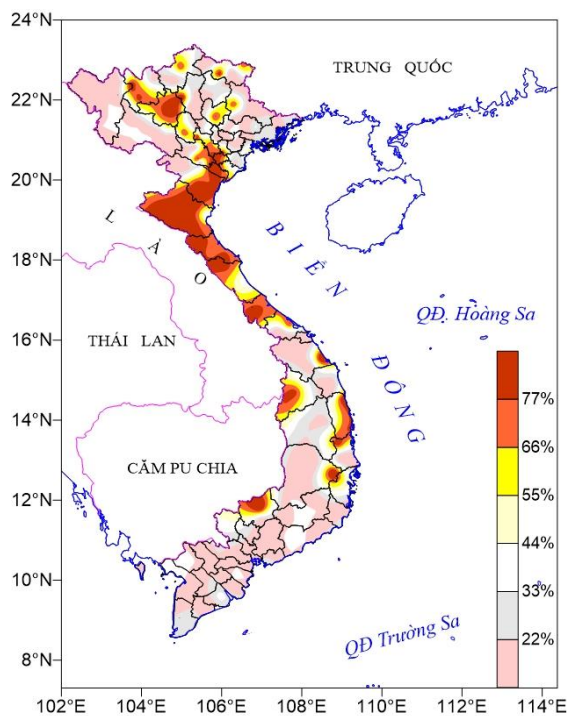 24°N
TRUNG QUỐC
22°N
20°N
LÀO
BIỂN ĐÔNG
18°N
QĐ. Hoàng Sa
16°N
THÁI LAN
77%
14°N
66%
CĂM PU CHIA
55%
12°N
44%
10°N
33%
QĐ Trường Sa
22%
8°N
102°E 104°E 106°E 108°E 110°E 112°E 114°E